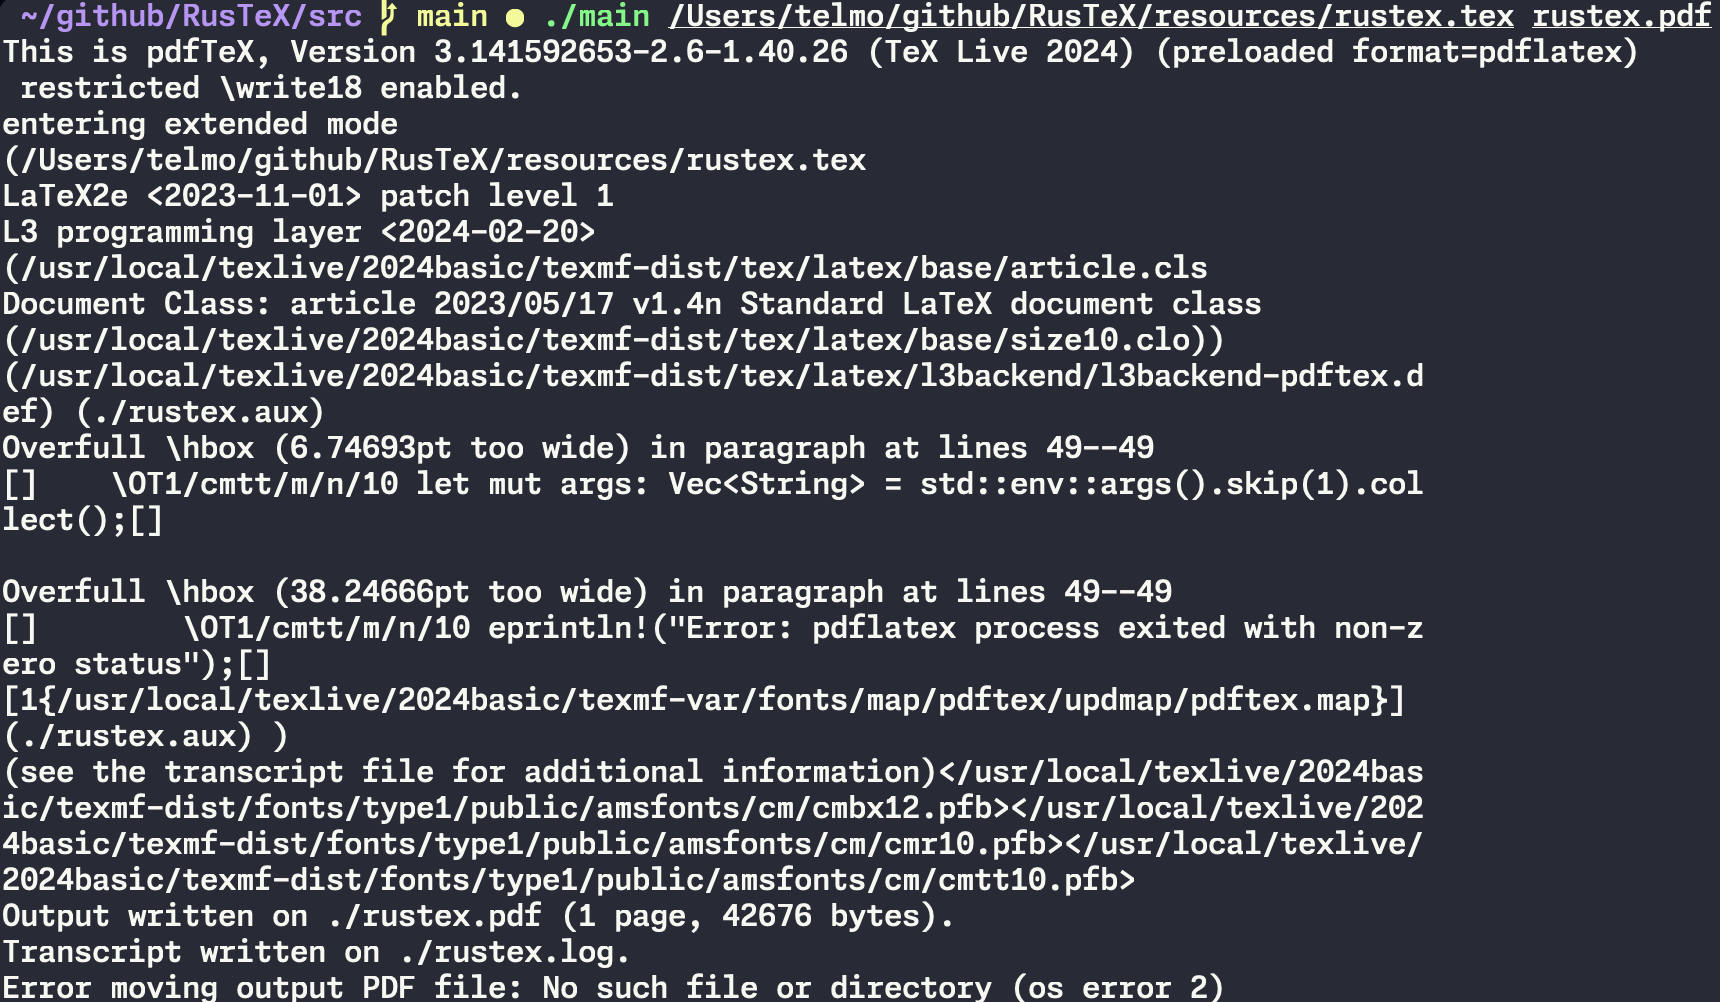 ~/github/RusTeX/src main ● ./main /Users/telmo/github/RusTeX/resources/rustex.tex rustex.pdf
This is pdfTeX, Version 3.141592653-2.6-1.40.26 (TeX Live 2024) (preloaded format=pdflatex)
 restricted \write18 enabled.
entering extended mode
(/Users/telmo/github/RusTeX/resources/rustex.tex
LaTeX2e <2023-11-01> patch level 1
L3 programming layer <2024-02-20>
(/usr/local/texlive/2024basic/texmf-dist/tex/latex/base/article.cls
Document Class: article 2023/05/17 v1.4n Standard LaTeX document class
(/usr/local/texlive/2024basic/texmf-dist/tex/latex/base/size10.clo))
(/usr/local/texlive/2024basic/texmf-dist/tex/latex/l3backend/l3backend-pdftex.d
ef) (./rustex.aux)
Overfull \hbox (6.74693pt too wide) in paragraph at lines 49--49
[]    \OT1/cmtt/m/n/10 let mut args: Vec<String> = std::env::args().skip(1).col
lect();[]

Overfull \hbox (38.24666pt too wide) in paragraph at lines 49--49
[]        \OT1/cmtt/m/n/10 eprintln!("Error: pdflatex process exited with non-z
ero status");[]
[1{/usr/local/texlive/2024basic/texmf-var/fonts/map/pdftex/updmap/pdftex.map}]
(./rustex.aux) )
(see the transcript file for additional information)</usr/local/texlive/2024bas
ic/texmf-dist/fonts/type1/public/amsfonts/cm/cmbx12.pfb></usr/local/texlive/202
4basic/texmf-dist/fonts/type1/public/amsfonts/cm/cmr10.pfb></usr/local/texlive/
2024basic/texmf-dist/fonts/type1/public/amsfonts/cm/cmtt10.pfb>
Output written on ./rustex.pdf (1 page, 42676 bytes).
Transcript written on ./rustex.log.
Error moving output PDF file: No such file or directory (os error 2)